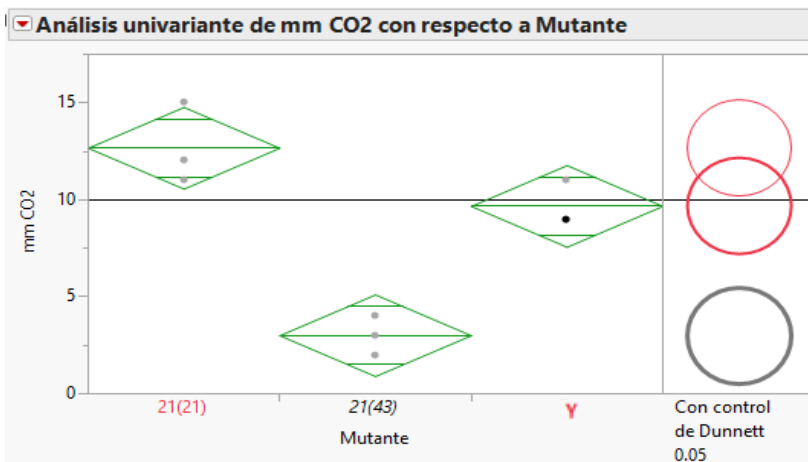 Análisis univariante de mm CO2 con respecto a Mutante
15
10
5
0
mm CO2
21(21)
21(43)
Y
Mutante
Con control
de Dunnett
0.05